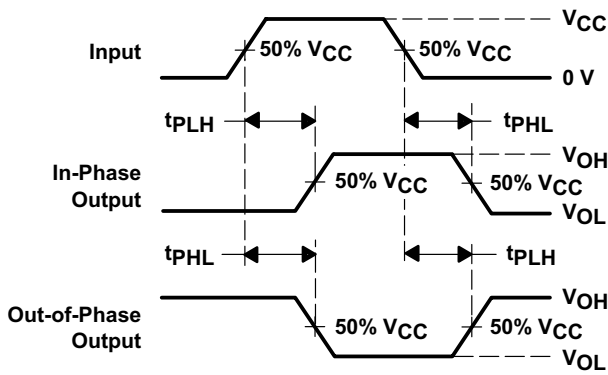 VCC
Input
50% VCC
50% VCC
0 V
tPLH
tPHL
In-Phase
Output
VOH
50% VCC
50% VCC
VOL
tPHL
tPLH
Out-of-Phase
Output
VOH
50% VCC
50% VCC
VOL